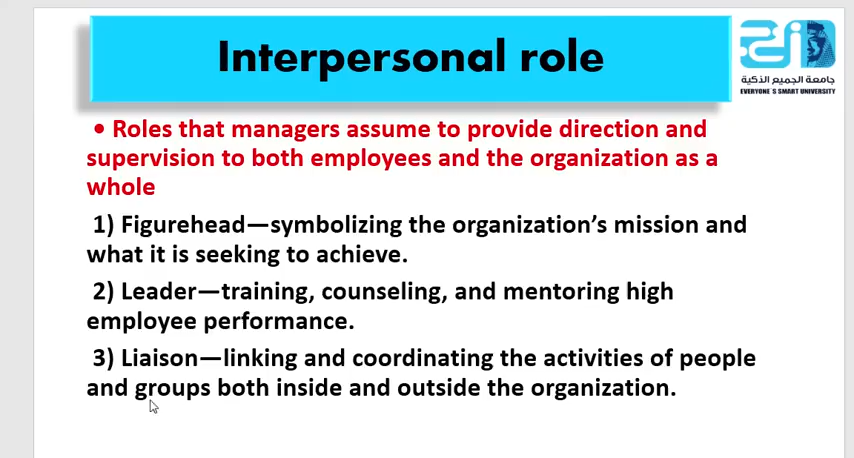 Interpersonal role
جامعة الجميع الذكية
EVERYONE`S SMART UNIVERSITY
• Roles that managers assume to provide direction and
supervision to both employees and the organization as a
whole
1) Figurehead—symbolizing the organization’s mission and
what it is seeking to achieve.
2) Leader—training, counseling, and mentoring high
employee performance.
3) Liaison—linking and coordinating the activities of people
and groups both inside and outside the organization.